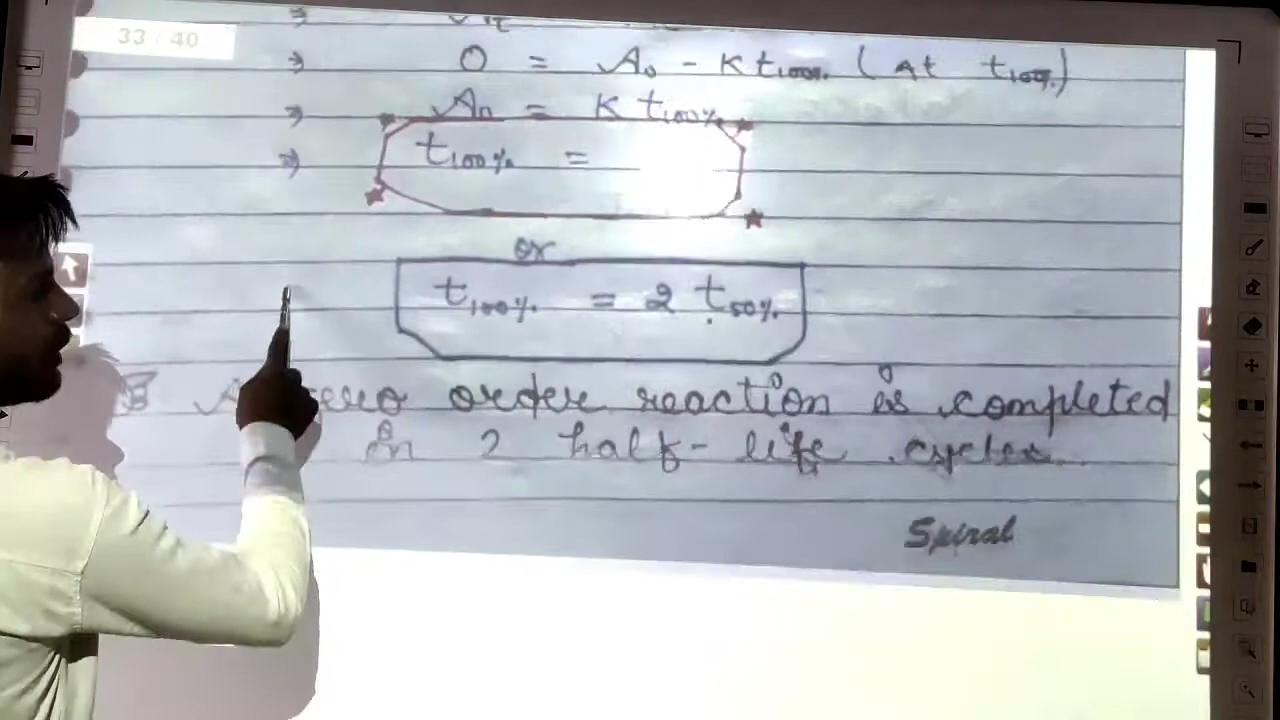 33 / 40
⇒ 0 = A₀ - Kt₁₀₀% (At t₁₀₀%)
⇒ A₀ = K t₁₀₀%
⇒ t₁₀₀% =
or
t₁₀₀% = 2 t₅₀%
zero order reaction is completed
in 2 half-life cycles.
Spiral